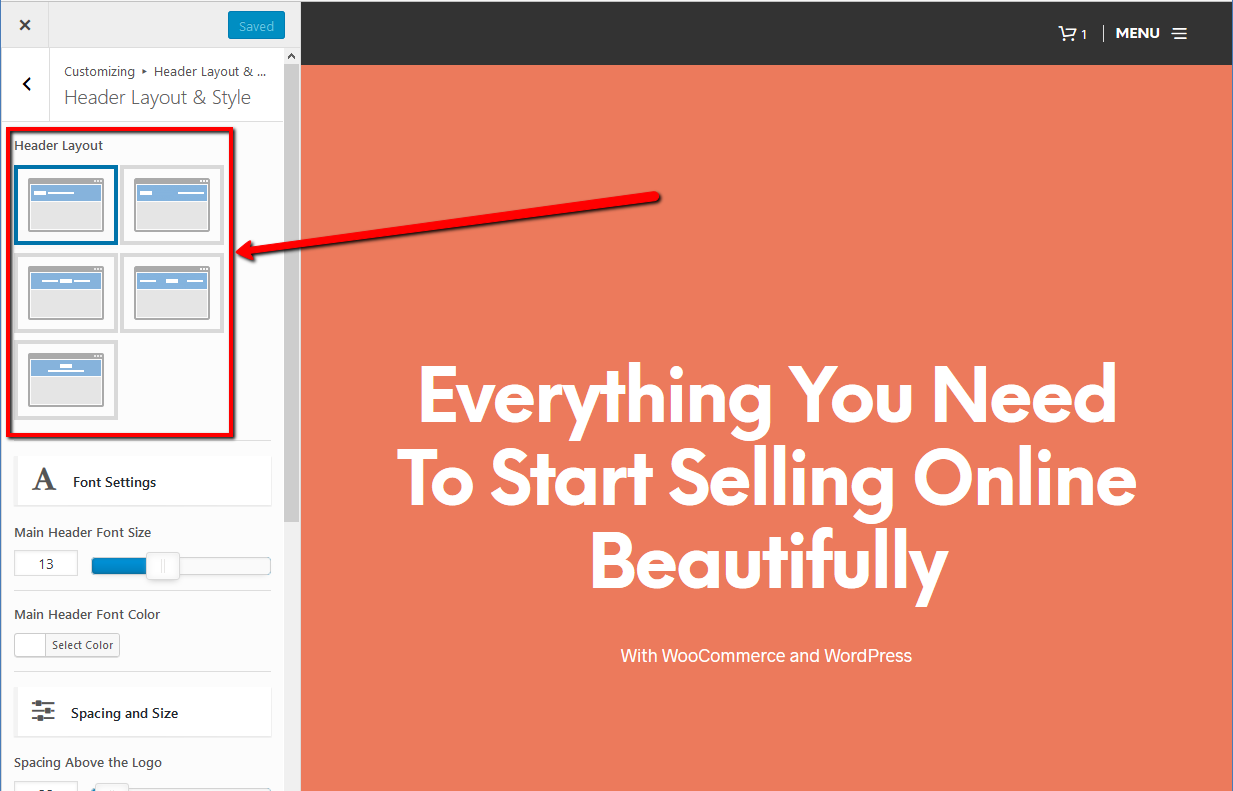 Saved
Customizing ▸ Header Layout & ...
Header Layout & Style
Header Layout
Font Settings
Main Header Font Size
13
Main Header Font Color
Select Color
Spacing and Size
Spacing Above the Logo
1
MENU
Everything You Need
To Start Selling Online
Beautifully
With WooCommerce and WordPress